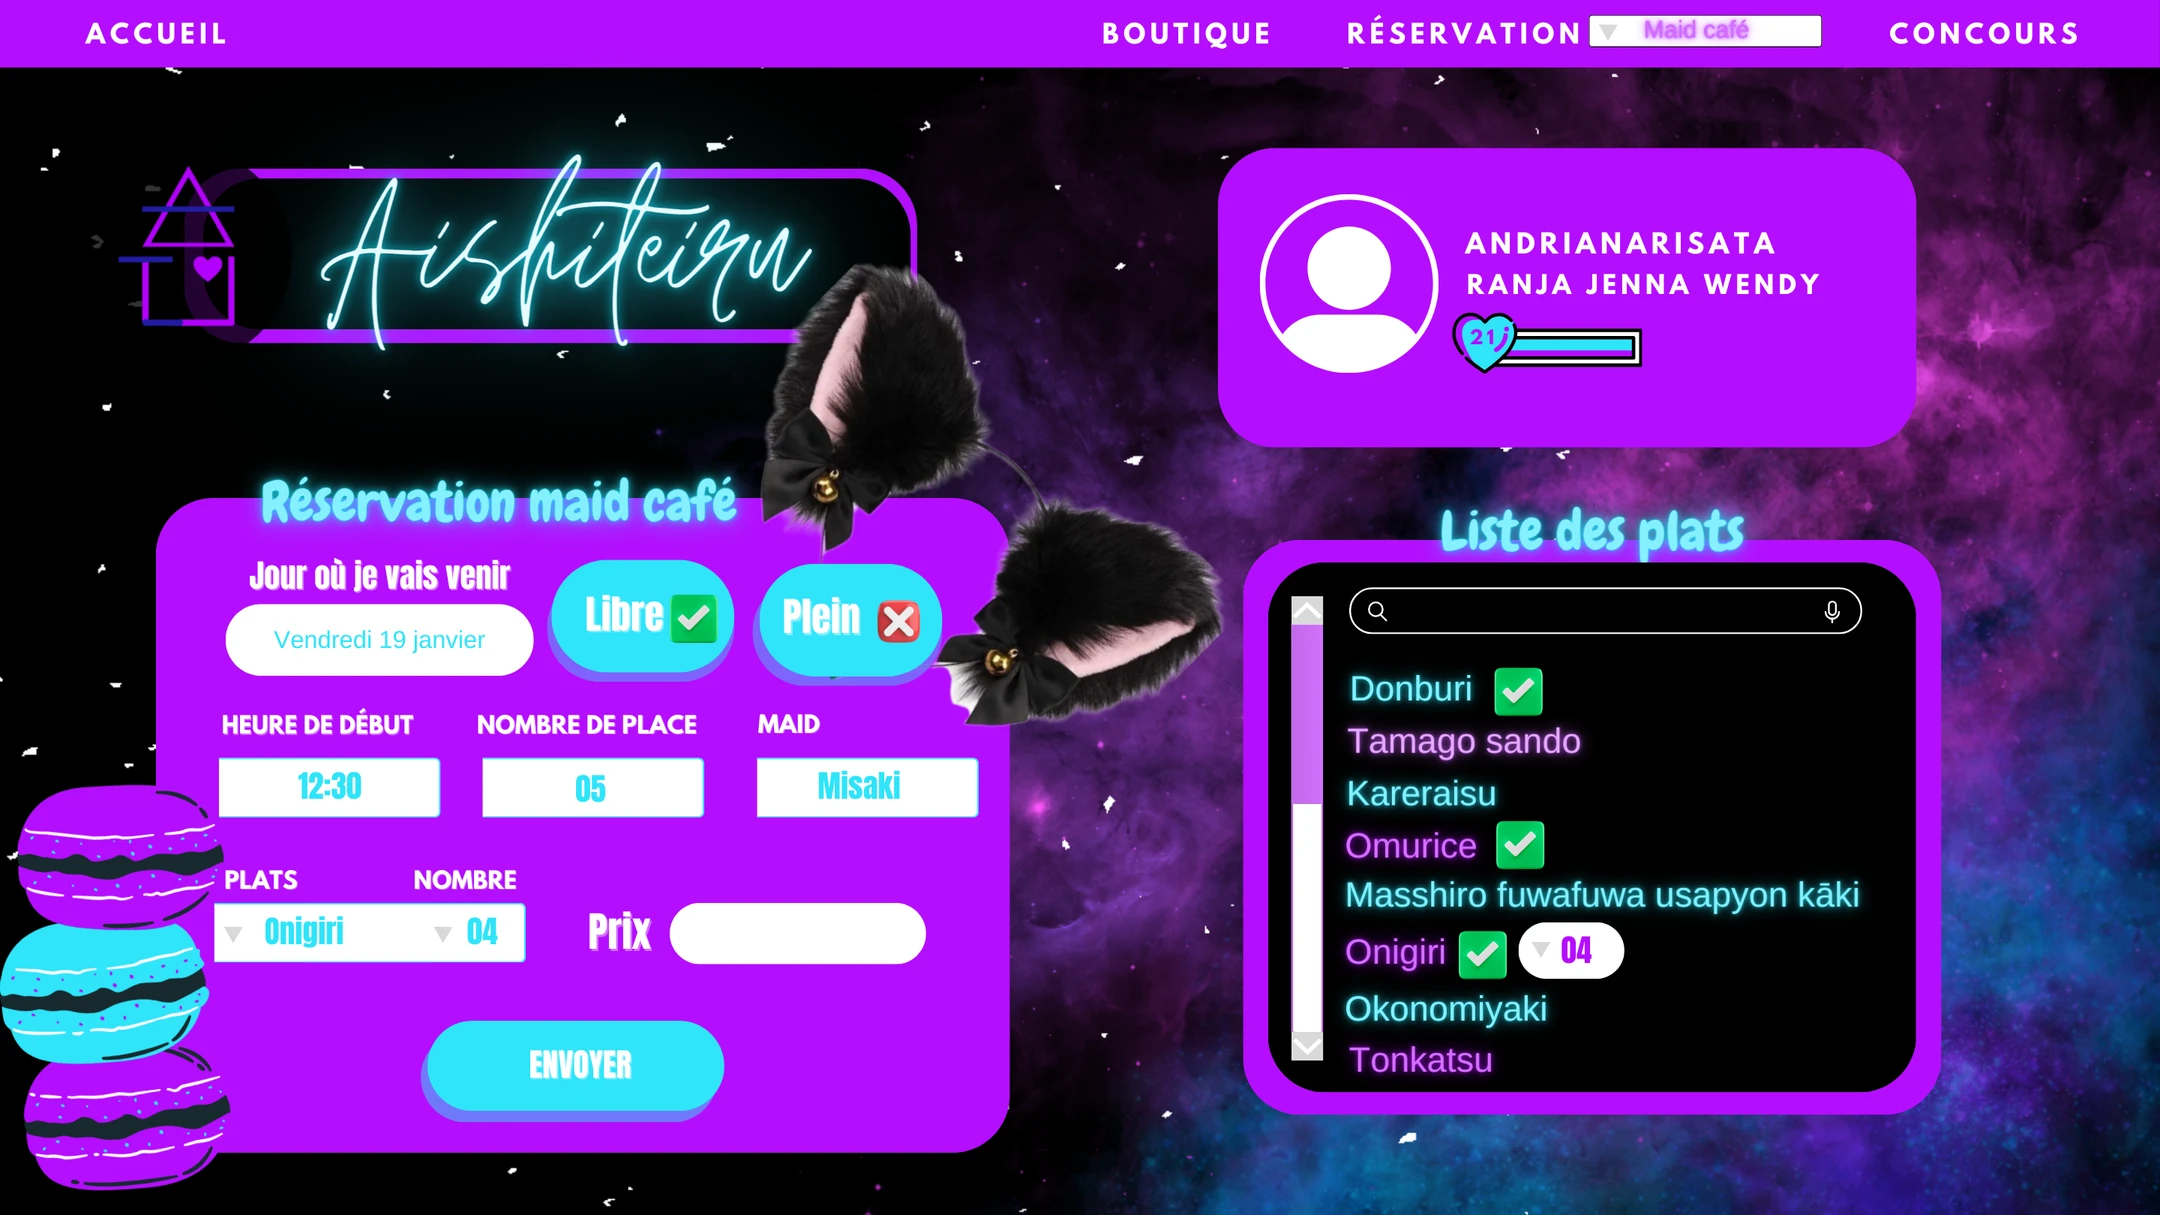 ACCUEIL
BOUTIQUE
RÉSERVATION
Maid café
CONCOURS
Aishiteiru
ANDRIANARISATA
RANJA JENNA WENDY
21
Réservation maid café
Jour où je vais venir
Vendredi 19 janvier
Libre
Plein
HEURE DE DÉBUT
NOMBRE DE PLACE
MAID
12:30
05
Misaki
PLATS
NOMBRE
Onigiri
04
Prix
ENVOYER
Liste des plats
Donburi
Tamago sando
Kareraisu
Omurice
Masshiro fuwafuwa usapyon kāki
Onigiri
04
Okonomiyaki
Tonkatsu